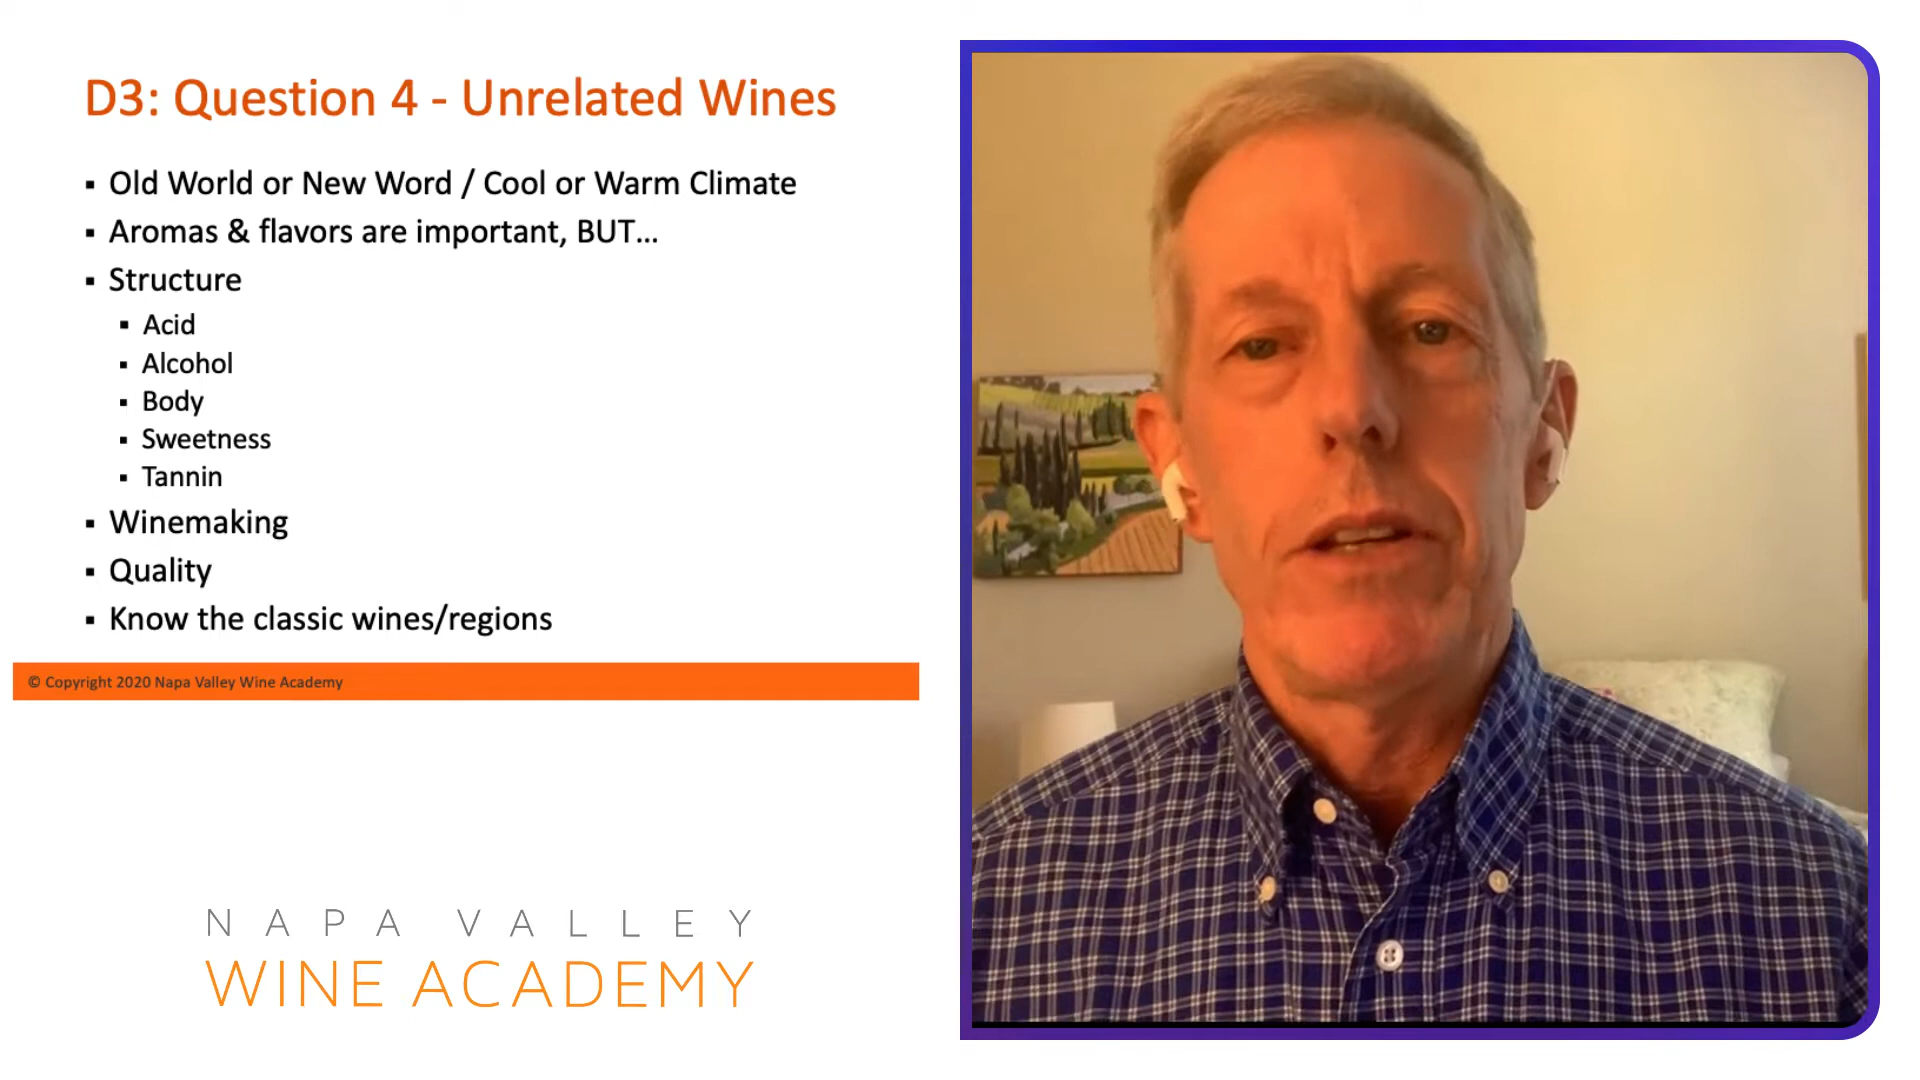 D3: Question 4 - Unrelated Wines
▪ Old World or New Word / Cool or Warm Climate
▪ Aromas & flavors are important, BUT...
▪ Structure
▪ Acid
▪ Alcohol
▪ Body
▪ Sweetness
▪ Tannin
▪ Winemaking
▪ Quality
▪ Know the classic wines/regions
© Copyright 2020 Napa Valley Wine Academy
NAPA VALLEY
WINE ACADEMY